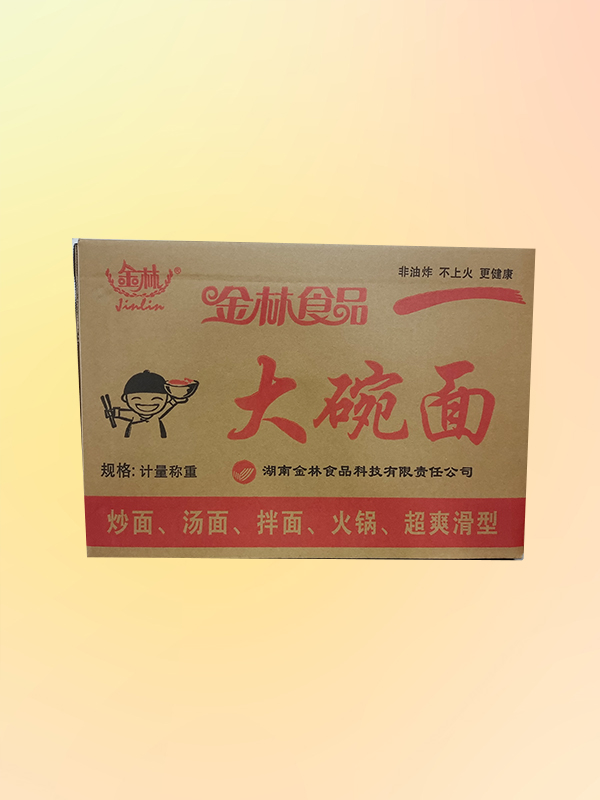 金林®
Jinlin
金林食品
非油炸 不上火 更健康
大碗面
规格: 计量称重
湖南金林食品科技有限责任公司
炒面、汤面、拌面、火锅、超爽滑型